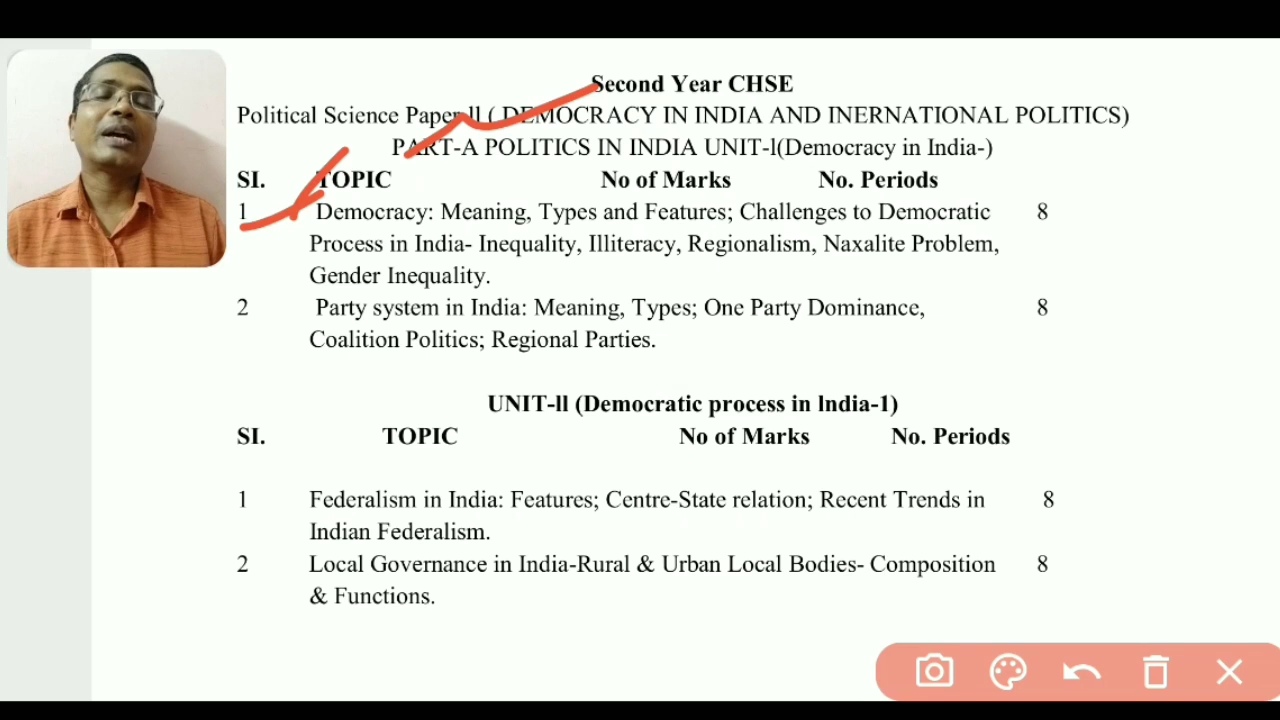 Second Year CHSE
Political Science Paper-ll ( DEMOCRACY IN INDIA AND INERNATIONAL POLITICS)
PART-A POLITICS IN INDIA UNIT-l(Democracy in India-)
SI. TOPIC No of Marks No. Periods
1 Democracy: Meaning, Types and Features; Challenges to Democratic 8
Process in India- Inequality, Illiteracy, Regionalism, Naxalite Problem,
Gender Inequality.
2 Party system in India: Meaning, Types; One Party Dominance, 8
Coalition Politics; Regional Parties.
UNIT-ll (Democratic process in lndia-1)
SI. TOPIC No of Marks No. Periods
1 Federalism in India: Features; Centre-State relation; Recent Trends in 8
Indian Federalism.
2 Local Governance in India-Rural & Urban Local Bodies- Composition 8
& Functions.